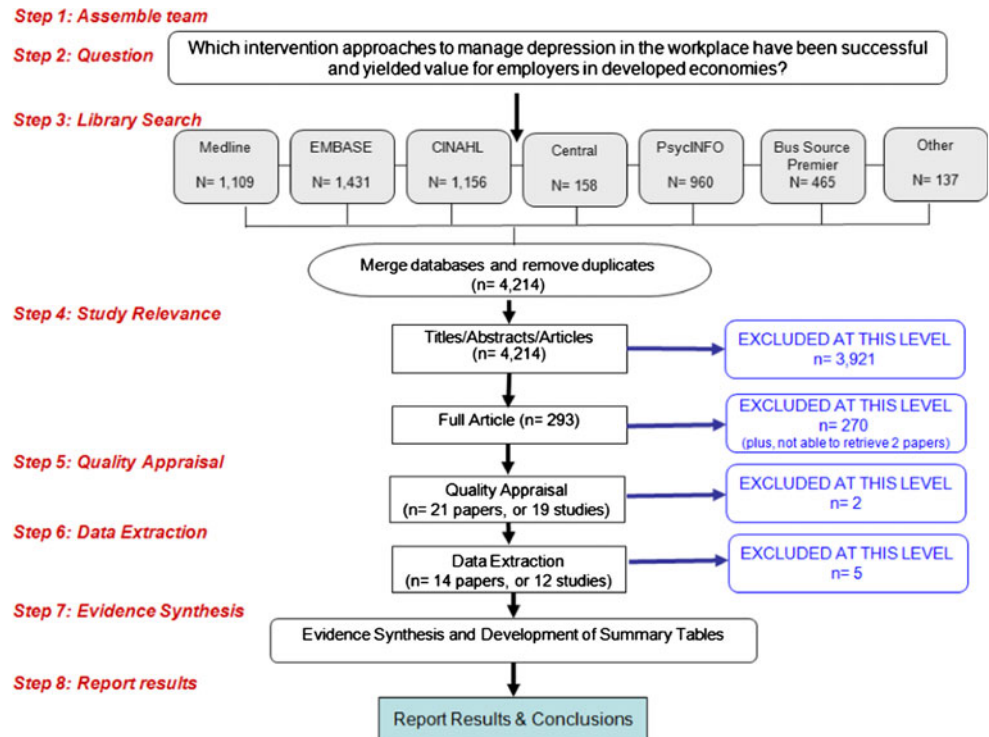 Step 1: Assemble team
Step 2: Question
Which intervention approaches to manage depression in the workplace have been successful
and yielded value for employers in developed economies?
Step 3: Library Search
Medline
N= 1,109
EMBASE
N= 1,431
CINAHL
N= 1,156
Central
N= 158
PsycINFO
N= 960
Bus Source
Premier
N= 465
Other
N= 137
Merge databases and remove duplicates
(n= 4,214)
Step 4: Study Relevance
Titles/Abstracts/Articles
(n= 4,214)
EXCLUDED AT THIS LEVEL
n= 3,921
Full Article (n= 293)
EXCLUDED AT THIS LEVEL
n= 270
(plus, not able to retrieve 2 papers)
Step 5: Quality Appraisal
Quality Appraisal
(n= 21 papers, or 19 studies)
EXCLUDED AT THIS LEVEL
n= 2
Step 6: Data Extraction
Data Extraction
(n= 14 papers, or 12 studies)
EXCLUDED AT THIS LEVEL
n= 5
Step 7: Evidence Synthesis
Evidence Synthesis and Development of Summary Tables
Step 8: Report results
Report Results & Conclusions